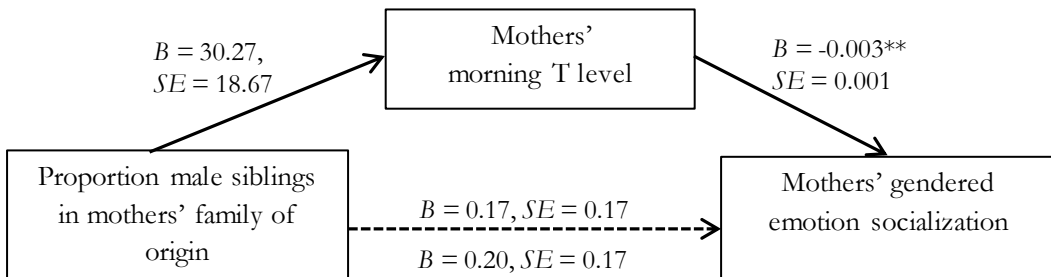 B = 30.27,
SE = 18.67
Mothers’
morning T level
B = -0.003**
SE = 0.001
Proportion male siblings
in mothers’ family of
origin
B = 0.17, SE = 0.17
B = 0.20, SE = 0.17
Mothers’ gendered
emotion socialization